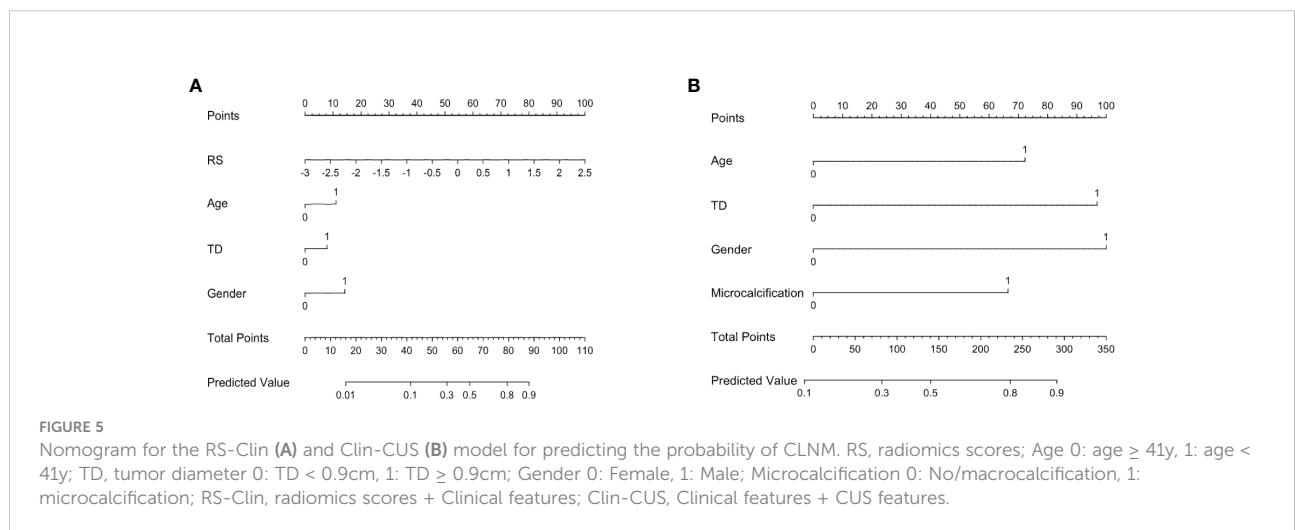 A
Points
0 10 20 30 40 50 60 70 80 90 100
RS
-3 -2.5 -2 -1.5 -1 -0.5 0 0.5 1 1.5 2 2.5
1
Age
0
1
TD
0
1
Gender
0
Total Points
0 10 20 30 40 50 60 70 80 90 100 110
Predicted Value
0.01 0.1 0.3 0.5 0.8 0.9
B
0 10 20 30 40 50 60 70 80 90 100
Points
1
Age
0
1
TD
0
1
Gender
0
1
Microcalcification
0
Total Points
0 50 100 150 200 250 300 350
Predicted Value
0.1 0.3 0.5 0.8 0.9
FIGURE 5
Nomogram for the RS-Clin (A) and Clin-CUS (B) model for predicting the probability of CLNM. RS, radiomics scores; Age 0: age ≥ 41y, 1: age <
41y; TD, tumor diameter 0: TD < 0.9cm, 1: TD ≥ 0.9cm; Gender 0: Female, 1: Male; Microcalcification 0: No/macrocalcification, 1:
microcalcification; RS-Clin, radiomics scores + Clinical features; Clin-CUS, Clinical features + CUS features.